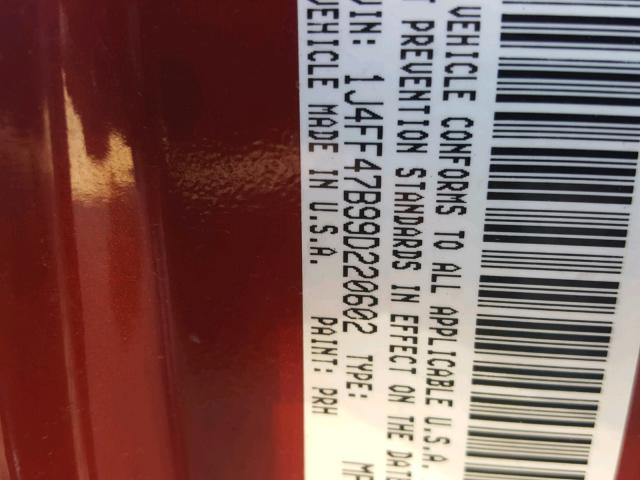 MF
VEHICLE CONFORMS TO ALL APPLICABLE U.S.A.
T PREVENTION STANDARDS IN EFFECT ON THE DATE
VIN: 1J4FF47B99D220602 TYPE:
VEHICLE MADE IN U.S.A. PAINT: PRH